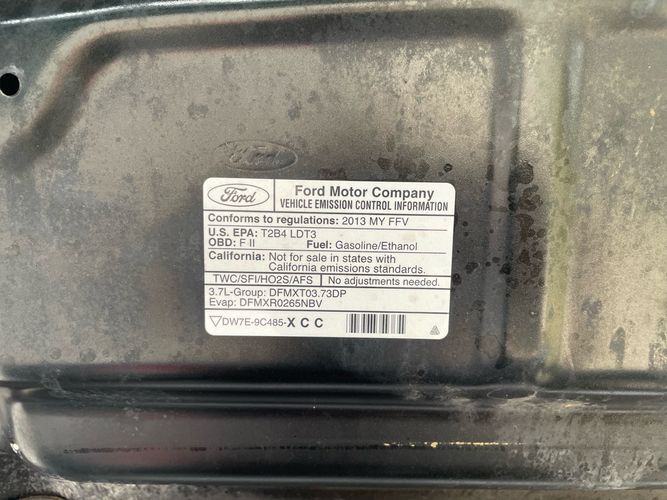 Ford
Ford
Ford Motor Company
VEHICLE EMISSION CONTROL INFORMATION
Conforms to regulations: 2013 MY FFV
U.S. EPA: T2B4 LDT3
OBD: F II Fuel: Gasoline/Ethanol
California: Not for sale in states with
California emissions standards.
TWC/SFI/HO2S/AFS No adjustments needed.
3.7L-Group: DFMXT03.73DP
Evap: DFMXR0265NBV
▽DW7E-9C485-X C C